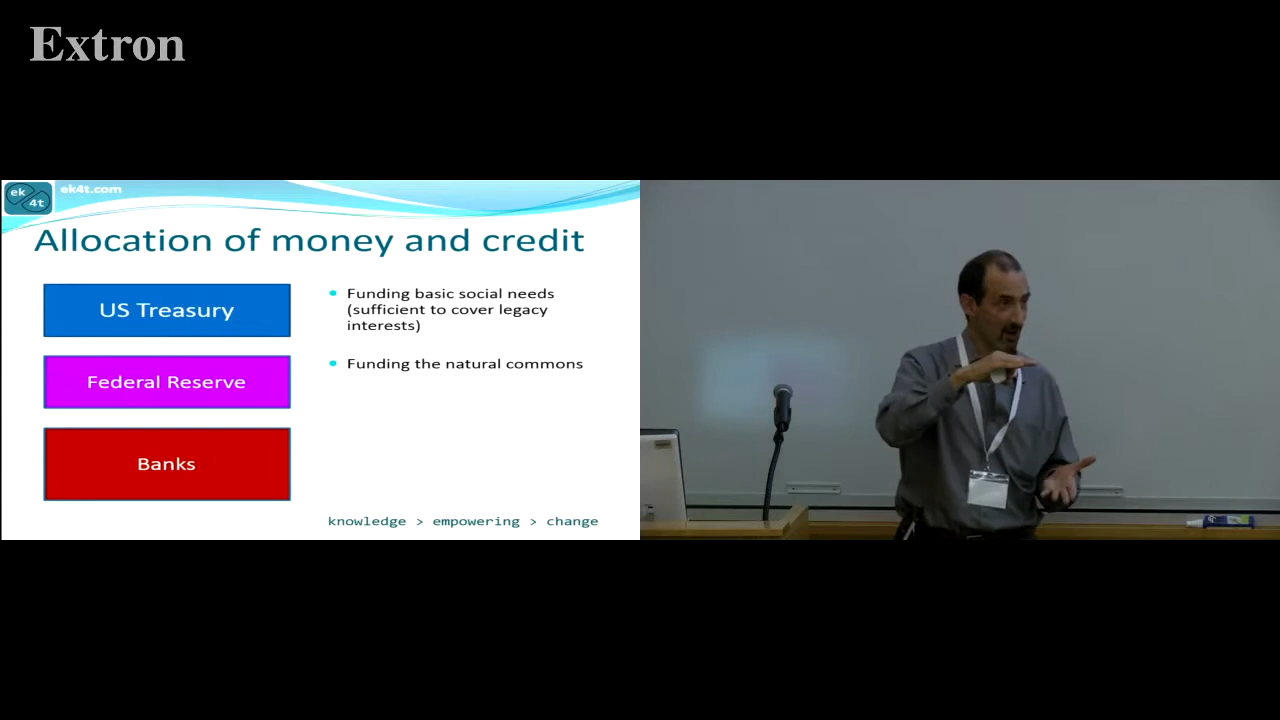 Extron
ek
4t
ek4t.com
Allocation of money and credit
US Treasury
Federal Reserve
Banks
Funding basic social needs
(sufficient to cover legacy
interests)
Funding the natural commons
knowledge > empowering > change